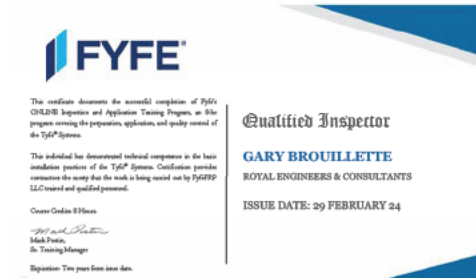 FYFE®
This certificate documents the successful completion of Fyfe's
ONLINE Inspection and Application Training Program, an 8-hr
program covering the preparation, application, and quality control of
the Tyfo® Systems.
This individual has demonstrated technical competence in the basic
installation practices of the Tyfo® Systems. Certification provides
contractors the surety that the work is being carried out by FyfeFRP
LLC trained and qualified personnel.
Course Credits: 8 Hours.
Mark Postin
Mark Postin,
Sr. Training Manager
Expiration: Two years from issue date.
Qualified Inspector
GARY BROUILLETTE
ROYAL ENGINEERS & CONSULTANTS
ISSUE DATE: 29 FEBRUARY 24